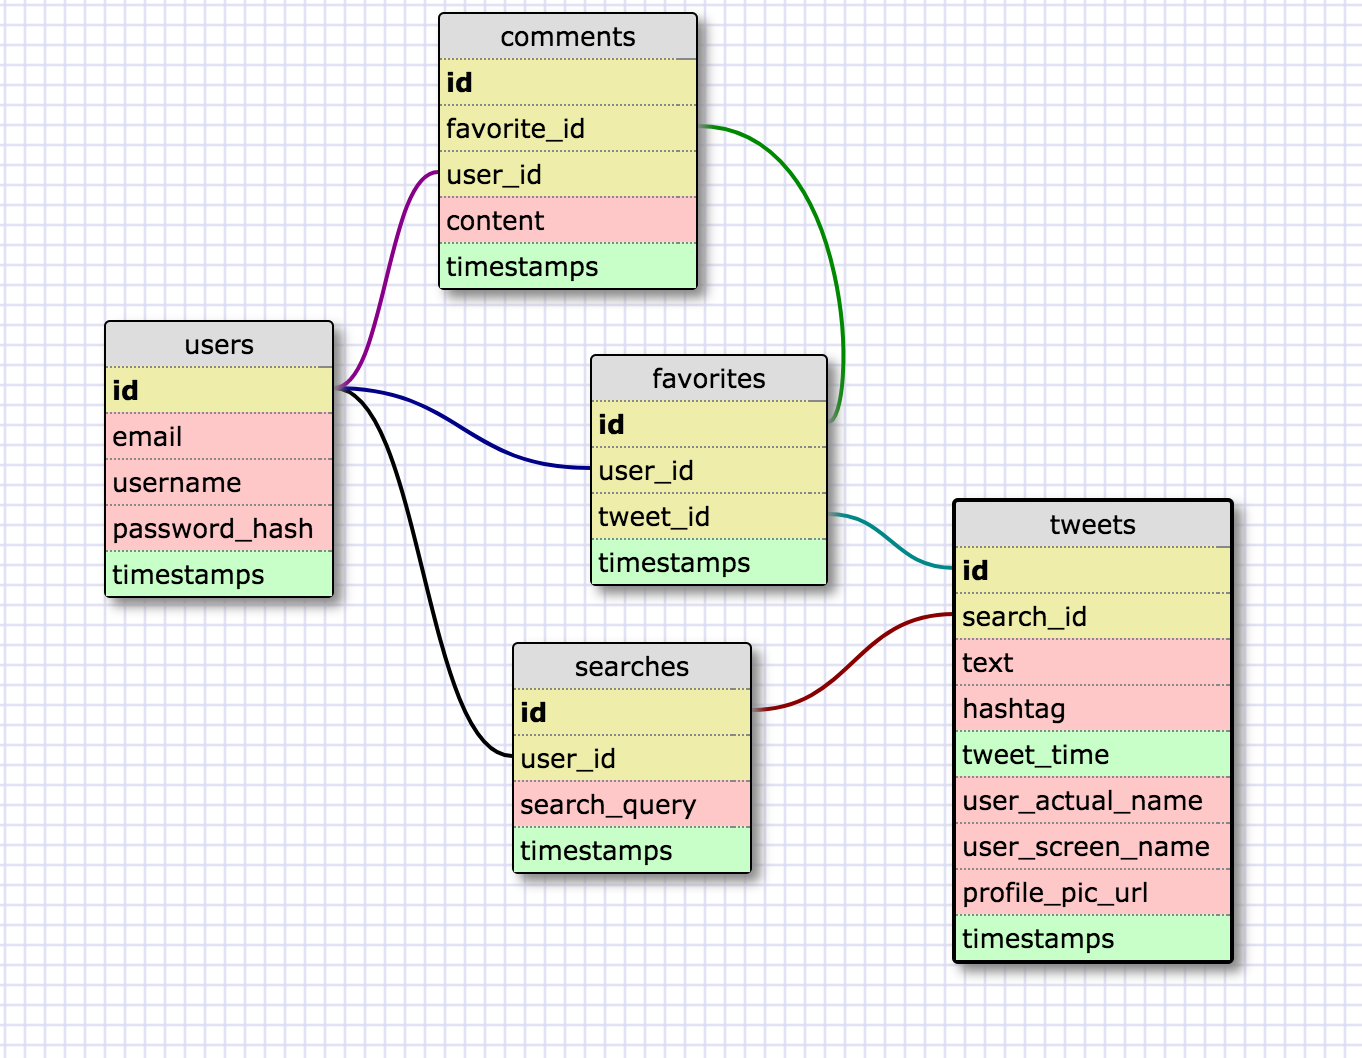 comments
id
favorite_id
user_id
content
timestamps
users
id
email
username
password_hash
timestamps
favorites
id
user_id
tweet_id
timestamps
searches
id
user_id
search_query
timestamps
tweets
id
search_id
text
hashtag
tweet_time
user_actual_name
user_screen_name
profile_pic_url
timestamps